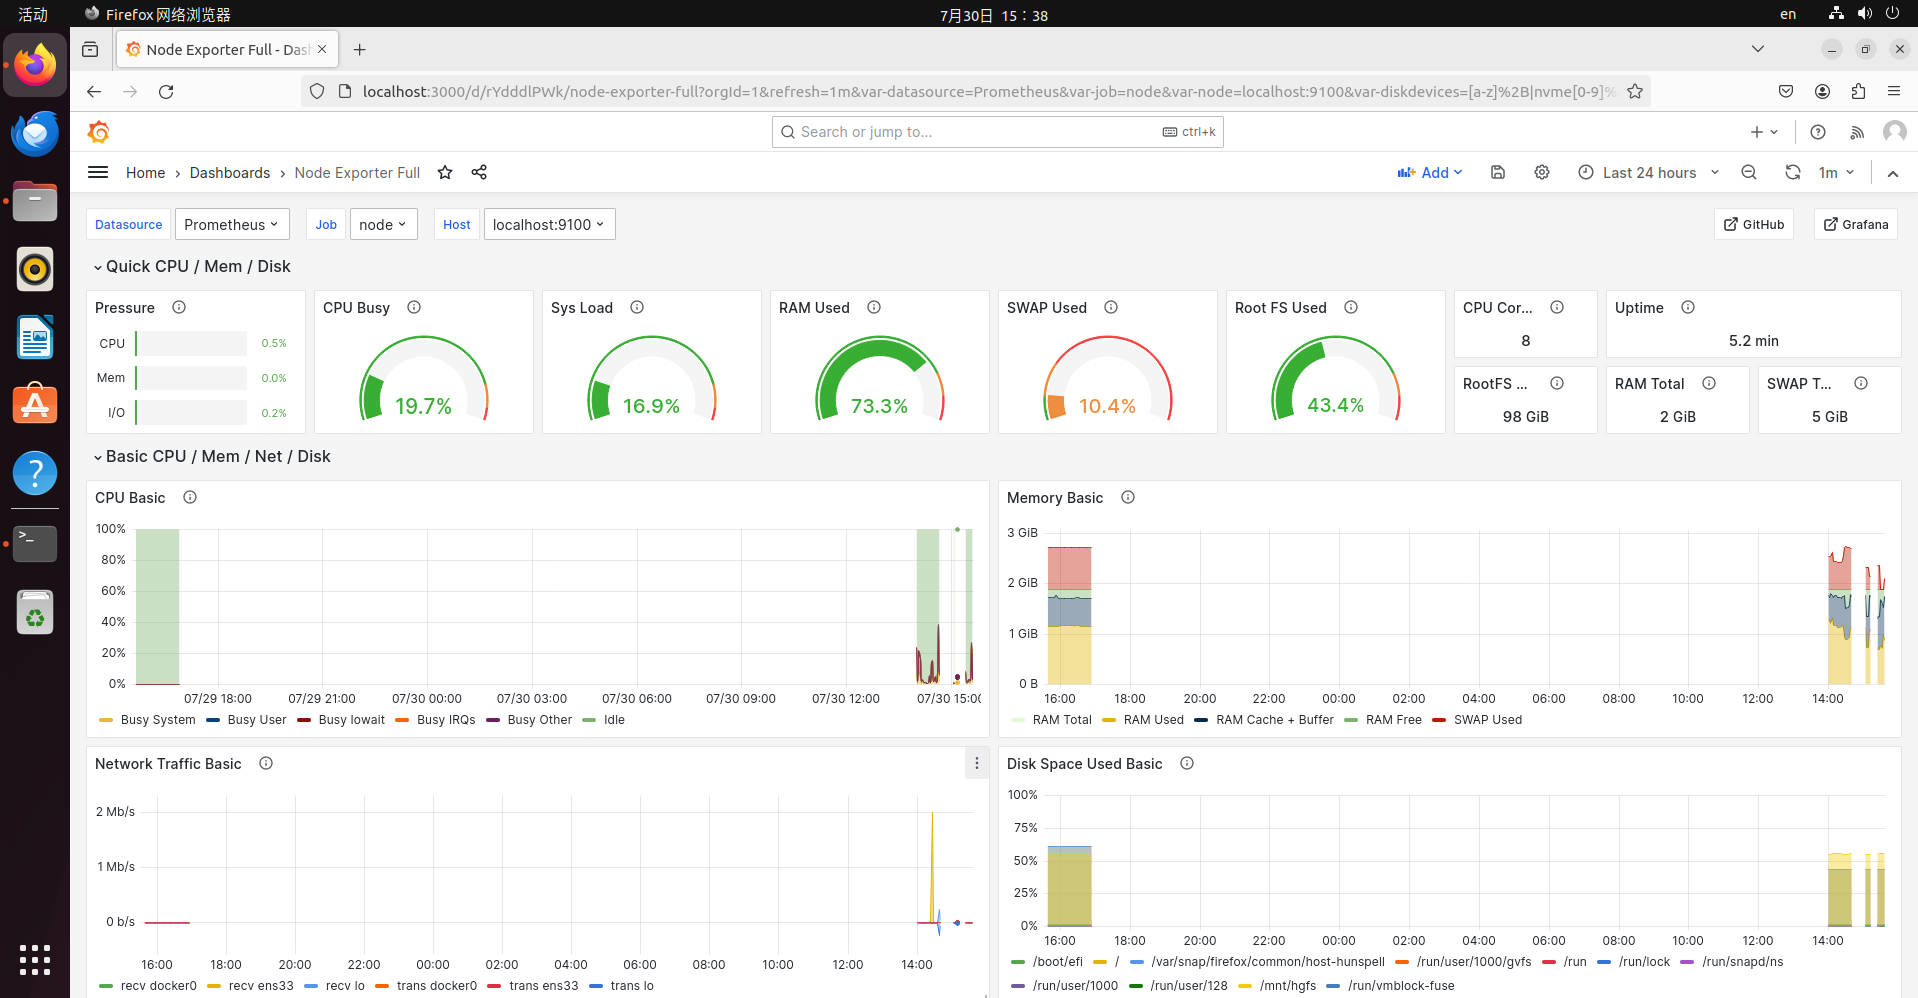 活动
Firefox 网络浏览器
7月30日 15：38
en
Node Exporter Full - Das
localhost:3000/d/rYdddlPWk/node-exporter-full?orgId=1&refresh=1m&var-datasource=Prometheus&var-job=node&var-node=localhost:9100&var-diskdevices=[a-z]%2B|nvme[0-9]%
Search or jump to...
ctrl+k
Home › Dashboards › Node Exporter Full
Add
Last 24 hours
1m
Datasource Prometheus Job node Host localhost:9100
GitHub
Grafana
Quick CPU / Mem / Disk
Pressure
CPU 0.5%
Mem 0.0%
I/O 0.2%
CPU Busy
19.7%
Sys Load
16.9%
RAM Used
73.3%
SWAP Used
10.4%
Root FS Used
43.4%
CPU Cor...
8
Uptime
5.2 min
RootFS ...
98 GiB
RAM Total
2 GiB
SWAP T...
5 GiB
Basic CPU / Mem / Net / Disk
CPU Basic
100%
80%
60%
40%
20%
0%
07/29 18:00 07/29 21:00 07/30 00:00 07/30 03:00 07/30 06:00 07/30 09:00 07/30 12:00 07/30 15:00
Busy System Busy User Busy Iowait Busy IRQs Busy Other Idle
Memory Basic
3 GiB
2 GiB
1 GiB
0 B
16:00 18:00 20:00 22:00 00:00 02:00 04:00 06:00 08:00 10:00 12:00 14:00
RAM Total RAM Used RAM Cache + Buffer RAM Free SWAP Used
Network Traffic Basic
2 Mb/s
1 Mb/s
0 b/s
16:00 18:00 20:00 22:00 00:00 02:00 04:00 06:00 08:00 10:00 12:00 14:00
recv docker0 recv ens33 recv lo trans docker0 trans ens33 trans lo
Disk Space Used Basic
100%
75%
50%
25%
0%
16:00 18:00 20:00 22:00 00:00 02:00 04:00 06:00 08:00 10:00 12:00 14:00
/boot/efi / /var/snap/firefox/common/host-hunspell /run/user/1000/gvfs /run /run/lock /run/snapd/ns
/run/user/1000 /run/user/128 /mnt/hgfs /run/vmblock-fuse